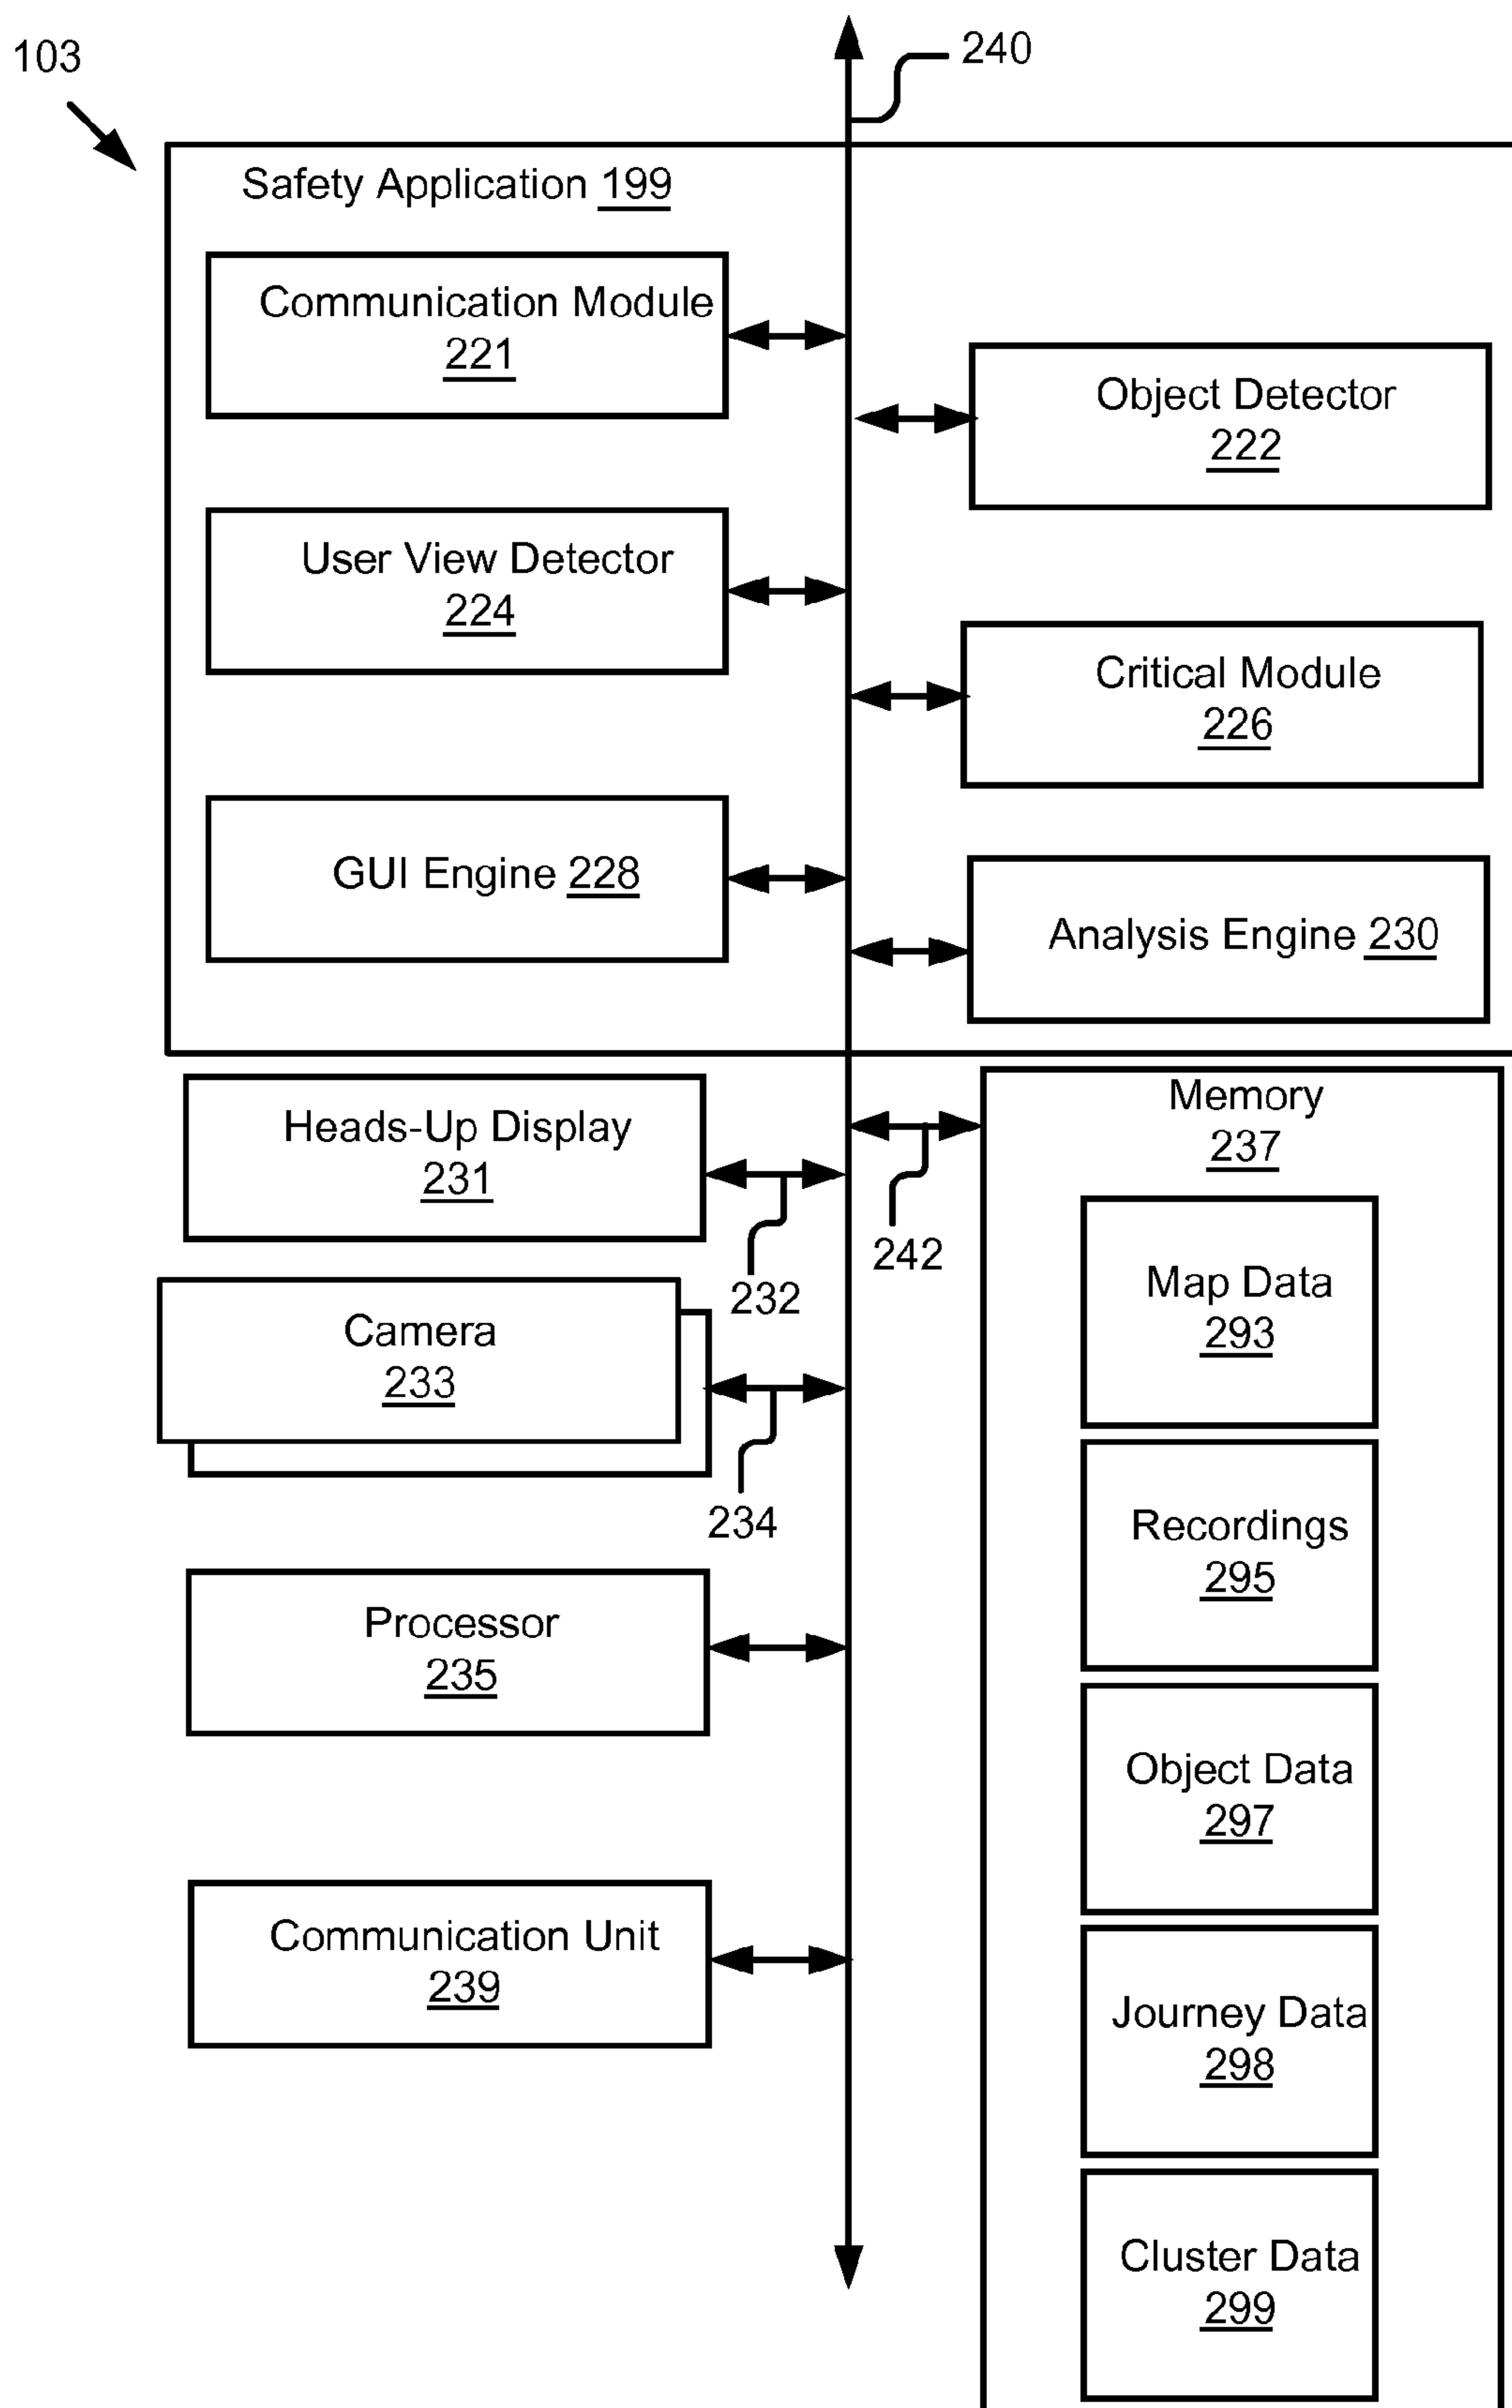 103
240
Safety Application 199
Communication Module
221
Object Detector
222
User View Detector
224
Critical Module
226
GUI Engine 228
Analysis Engine 230
Heads-Up Display
231
232
Memory
237
242
Map Data
293
Camera
233
234
Recordings
295
Processor
235
Object Data
297
Communication Unit
239
Journey Data
298
Cluster Data
299